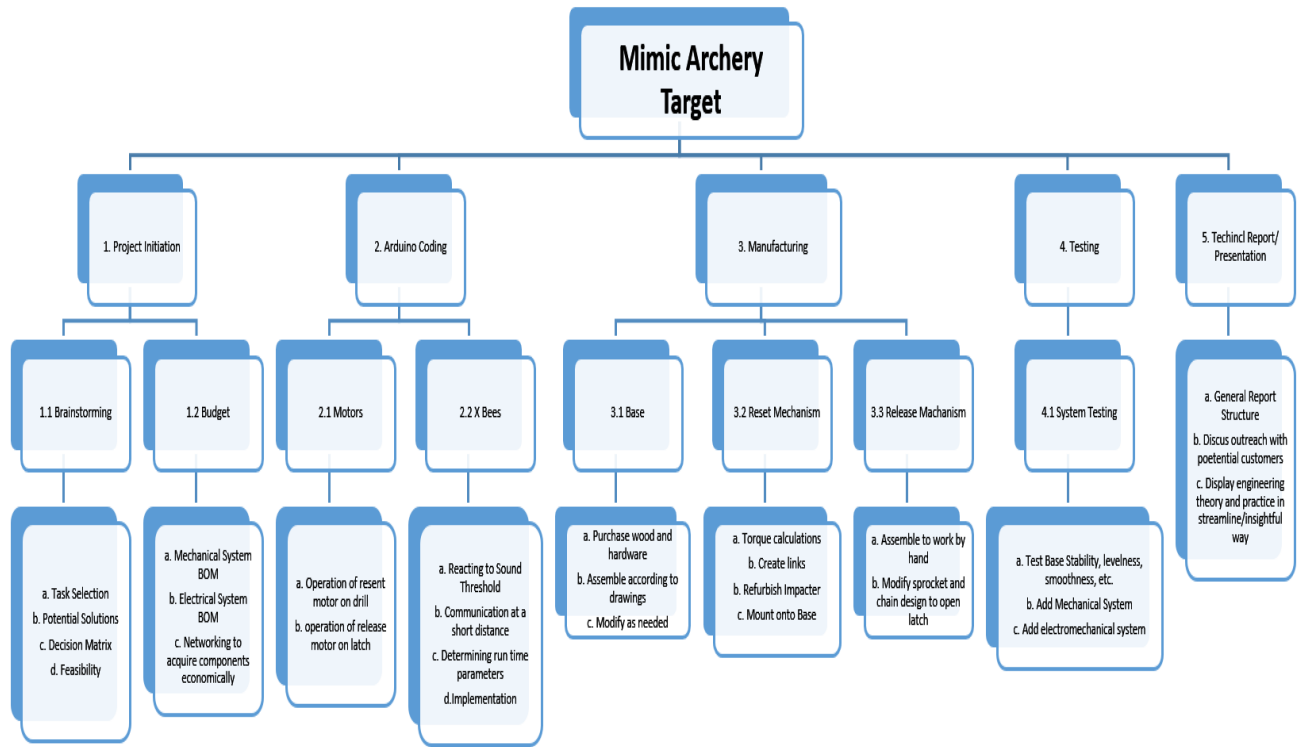 Mimic Archery
Target
1. Project Initiation
2. Arduino Coding
3. Manufacturing
4. Testing
5. Techincl Report/
Presentation
1.1 Brainstorming
1.2 Budget
2.1 Motors
2.2 X Bees
3.1 Base
3.2 Reset Mechanism
3.3 Release Machanism
4.1 System Testing
a. General Report
Structure
b. Discus outreach with
poetential customers
c. Display engineering
theory and practice in
streamline/insightful
way
a. Task Selection
b. Potential Solutions
c. Decision Matrix
d. Feasibility
a. Mechanical System
BOM
b. Electrical System
BOM
c. Networking to
acquire components
economically
a. Operation of resent
motor on drill
b. operation of release
motor on latch
a. Reacting to Sound
Threshold
b. Communication at a
short distance
c. Determining run time
parameters
d.Implementation
a. Purchase wood and
hardware
b. Assemble according to
drawings
c. Modify as needed
a. Torque calculations
b. Create links
b. Refurbish Impacter
c. Mount onto Base
a. Assemble to work by
hand
b. Modify sprocket and
chain design to open
latch
a. Test Base Stability, levelness,
smoothness, etc.
b. Add Mechanical System
c. Add electromechanical system